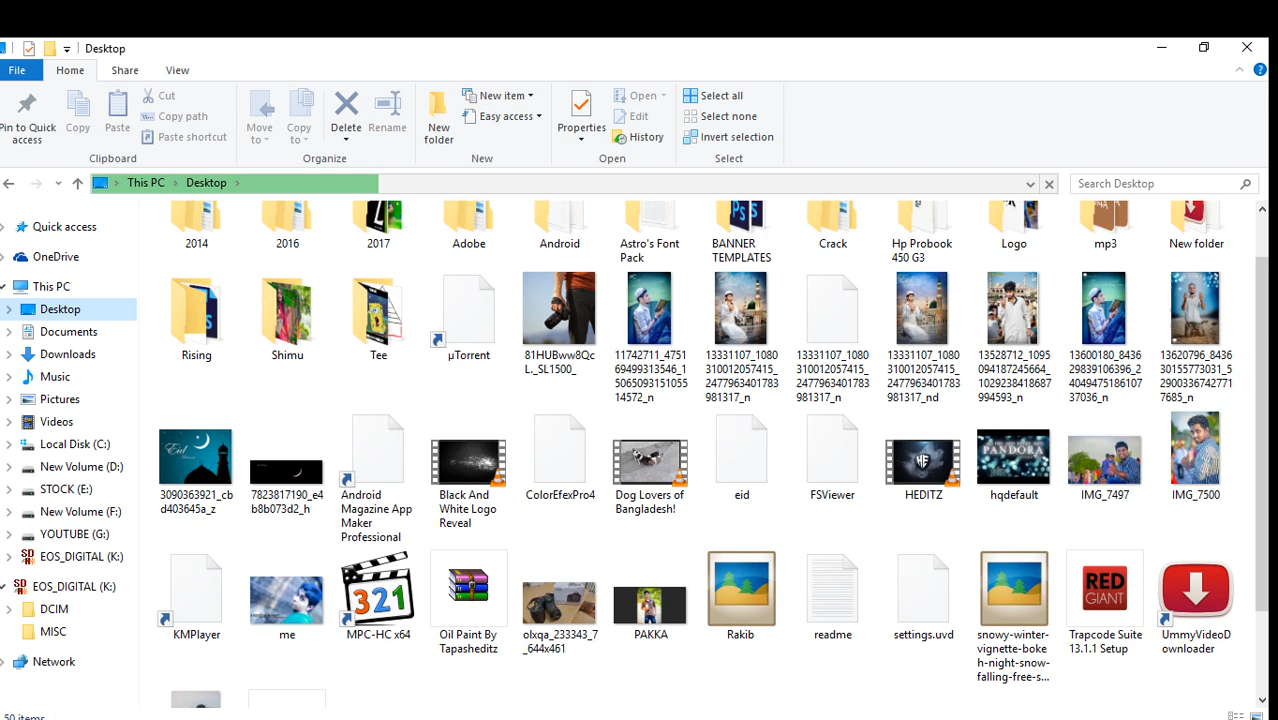 Desktop
File Home Share View
Pin to Quick
access
Copy
Paste
Cut
Copy path
Paste shortcut
Move
to
Copy
to
Delete
Rename
New
folder
New item
Easy access
Properties
Open
Edit
History
Select all
Select none
Invert selection
Clipboard Organize New Open Select
This PC Desktop
Search Desktop
Quick access
OneDrive
This PC
Desktop
Documents
Downloads
Music
Pictures
Videos
Local Disk (C:)
New Volume (D:)
STOCK (E:)
New Volume (F:)
YOUTUBE (G:)
EOS_DIGITAL (K:)
EOS_DIGITAL (K:)
DCIM
MISC
Network
2014
2016
2017
Adobe
Android
Astro's Font
Pack
BANNER
TEMPLATES
Crack
Hp Probook
450 G3
Logo
mp3
New folder
Rising
Shimu
Tee
µTorrent
81HUBww8Qc
L._SL1500_
11742711_4751
69499313546_1
5065093151055
14572_n
13331107_1080
310012057415_
2477963401783
981317_n
13331107_1080
310012057415_
2477963401783
981317_n
13331107_1080
310012057415_
2477963401783
981317_nd
13528712_1095
094187245664_
1029238418687
994593_n
13600180_8436
29839106396_2
4049475186107
37036_n
13620796_8436
30155773031_5
2900336742771
7685_n
3090363921_cb
d403645a_z
7823817190_e4
b8b073d2_h
Android
Magazine App
Maker
Professional
Black And
White Logo
Reveal
ColorEfexPro4
Dog Lovers of
Bangladesh!
eid
FSViewer
HEDITZ
PANDORA
hqdefault
IMG_7497
IMG_7500
KMPlayer
me
321
MPC-HC x64
Oil Paint By
Tapasheditz
olxqa_233343_7
_644x461
PAKKA
Rakib
readme
settings.uvd
snowy-winter-
vignette-boke
h-night-snow-
falling-free-s...
RED
GIANT
Trapcode Suite
13.1.1 Setup
UmmyVideoD
ownloader
50 items